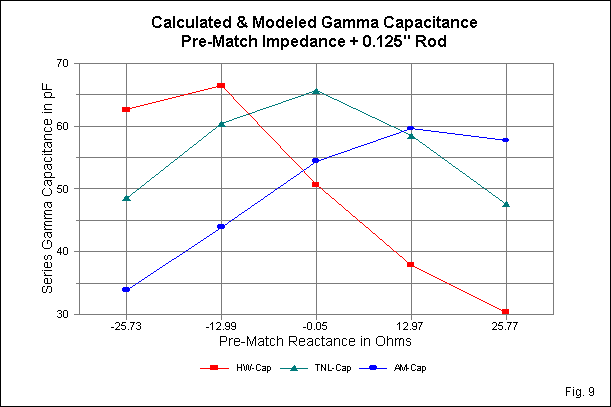 Calculated & Modeled Gamma Capacitance
Pre-Match Impedance + 0.125" Rod
Series Gamma Capacitance in pF
70
60
50
40
30
-25.73 -12.99 -0.05 12.97 25.77
Pre-Match Reactance in Ohms
HW-Cap TNL-Cap AM-Cap
Fig. 9